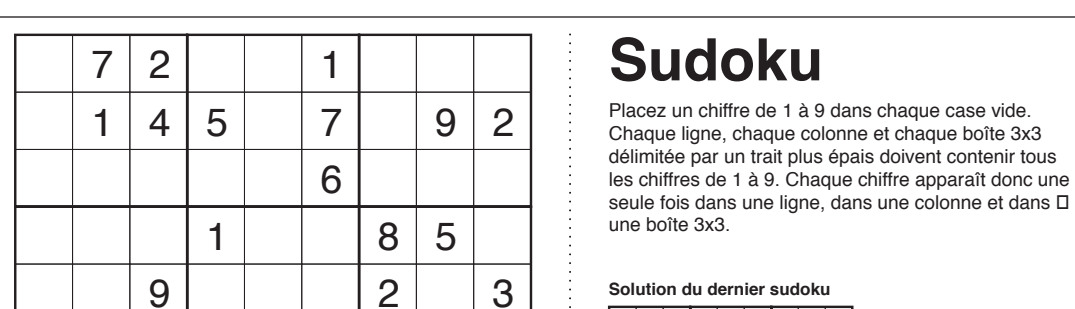 7 2 1
1 4 5 7 9 2
6
1 8 5
9 2 3
Sudoku
Placez un chiffre de 1 à 9 dans chaque case vide.
Chaque ligne, chaque colonne et chaque boîte 3x3
délimitée par un trait plus épais doivent contenir tous
les chiffres de 1 à 9. Chaque chiffre apparaît donc une
seule fois dans une ligne, dans une colonne et dans
une boîte 3x3.
Solution du dernier sudoku